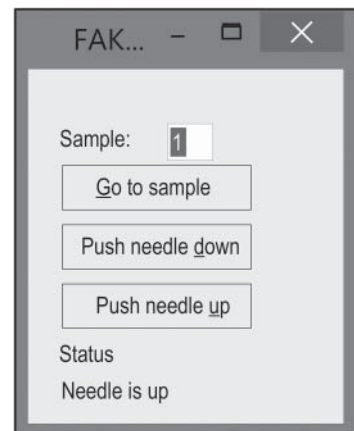 FAK...
Sample: 1
Go to sample
Push needle down
Push needle up
Status
Needle is up